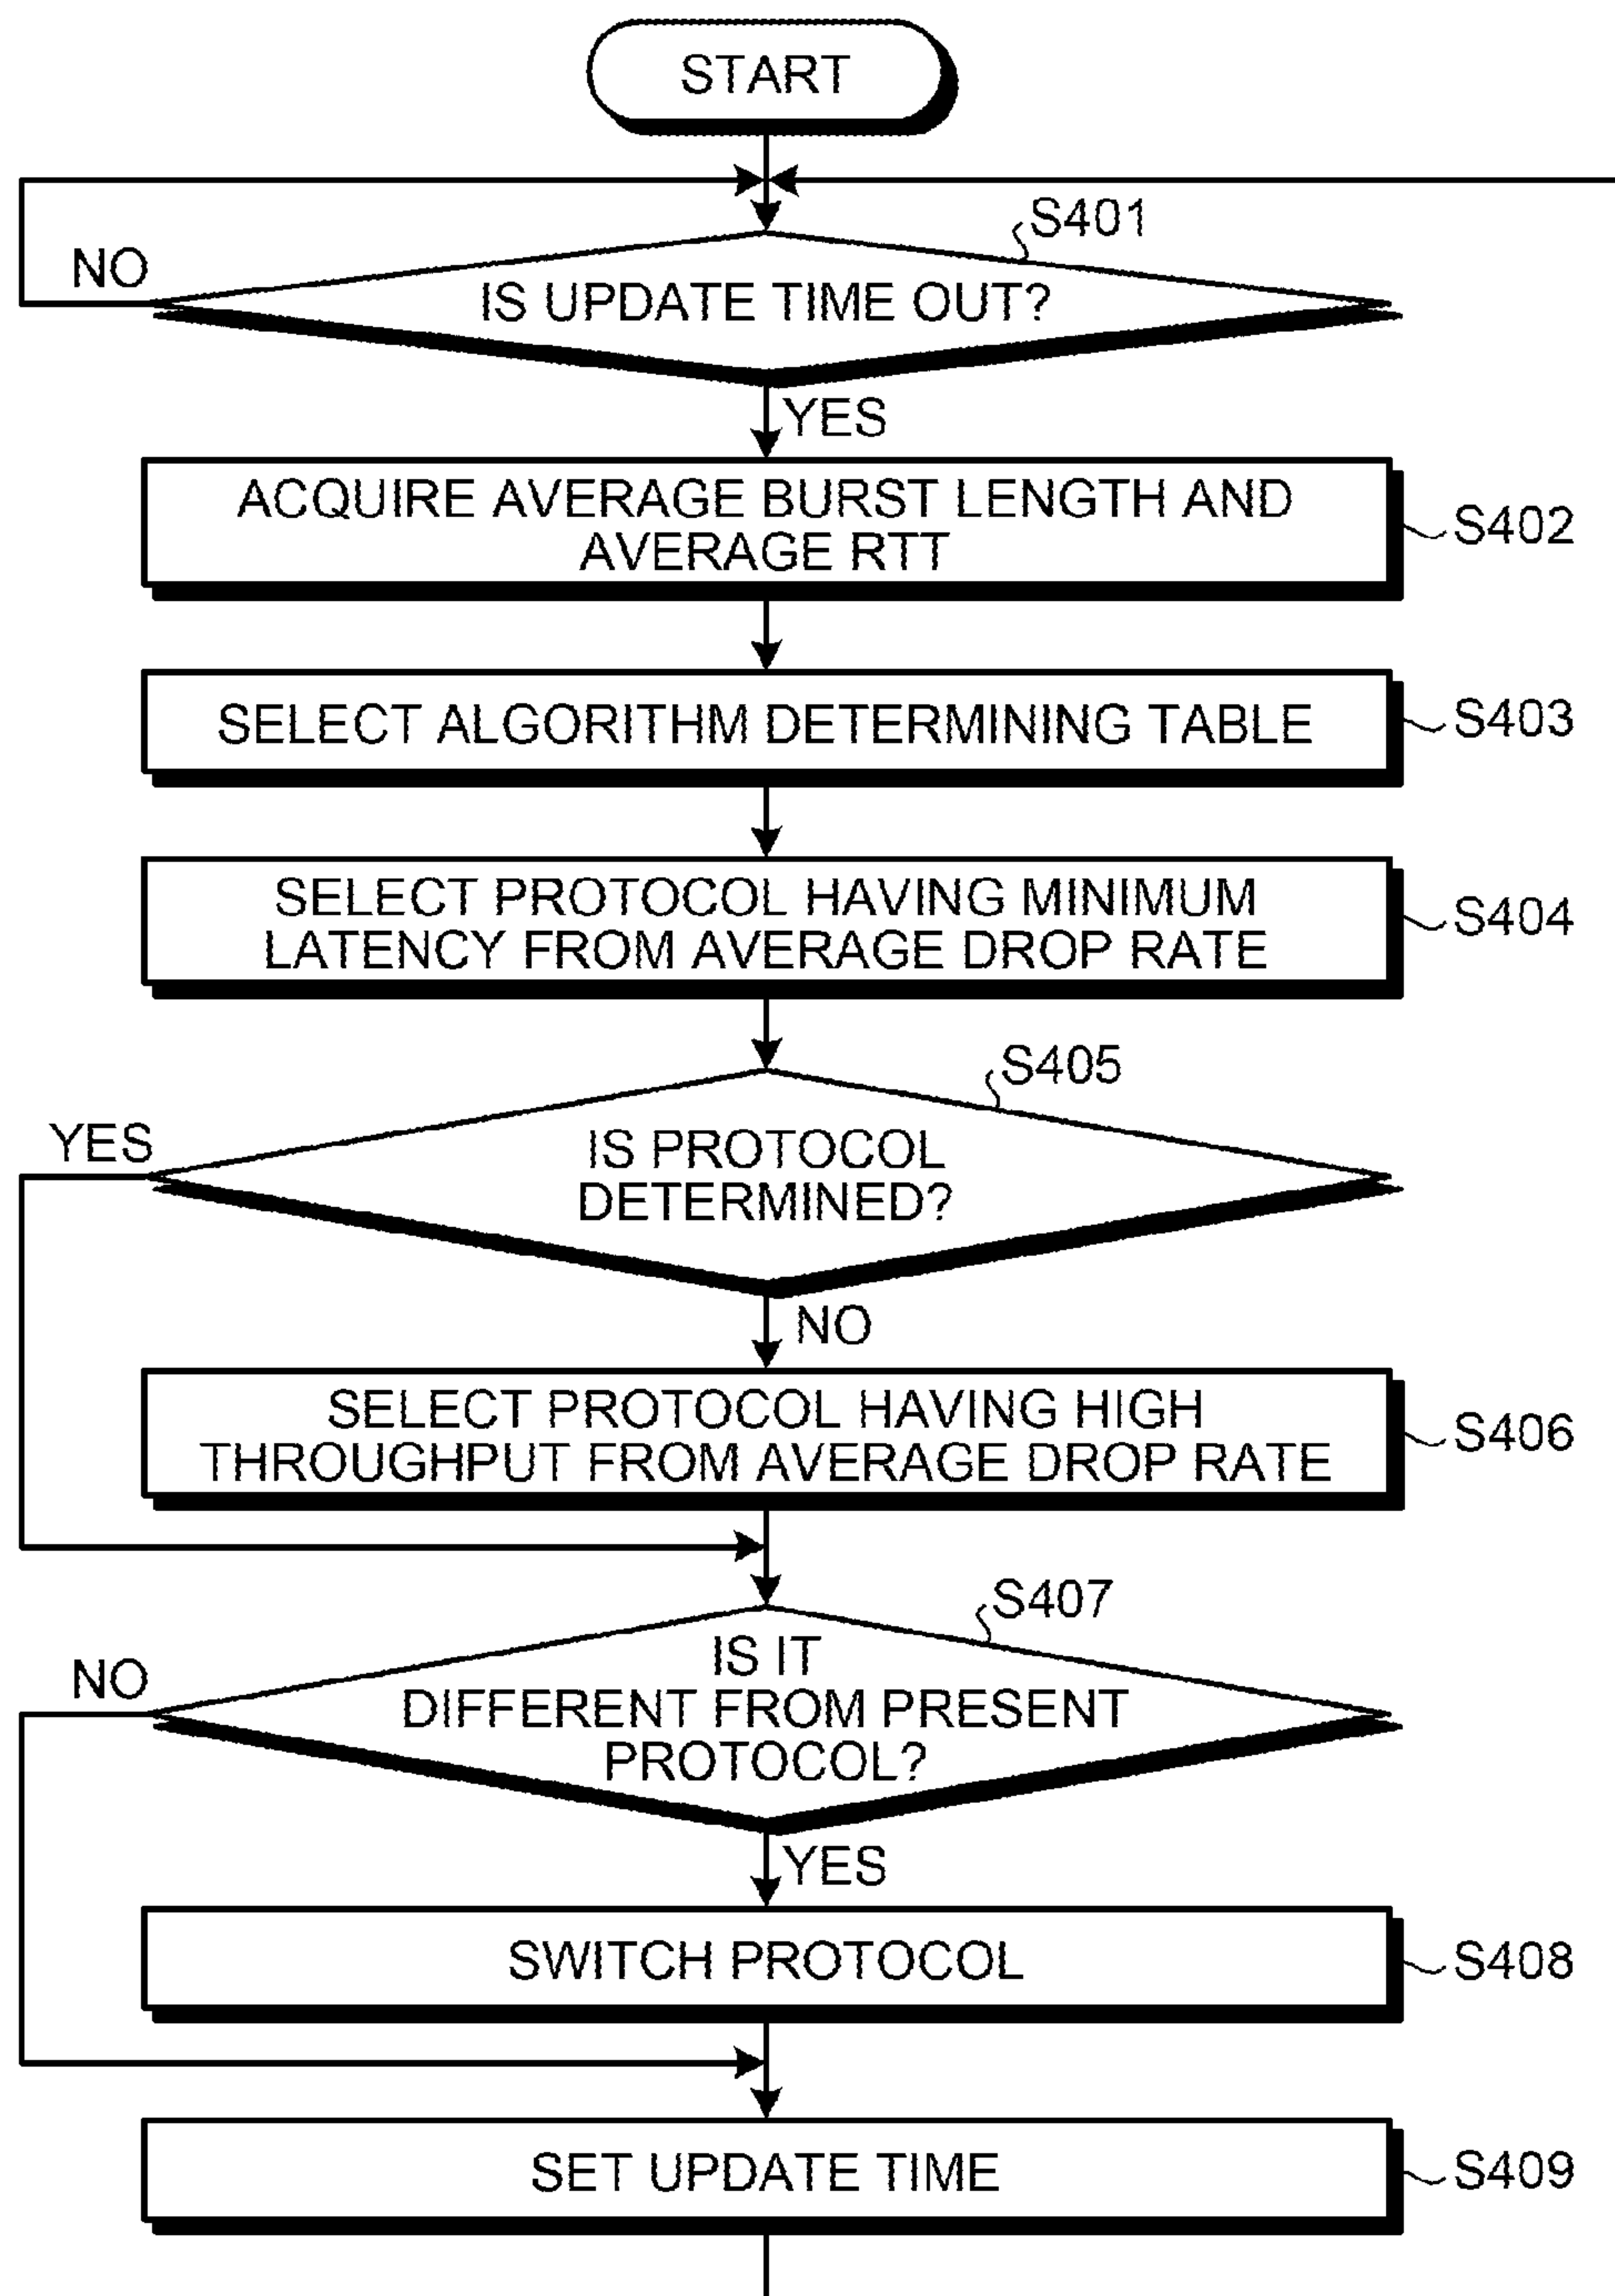 START
S401
NO
IS UPDATE TIME OUT?
YES
ACQUIRE AVERAGE BURST LENGTH AND
AVERAGE RTT
S402
SELECT ALGORITHM DETERMINING TABLE
S403
SELECT PROTOCOL HAVING MINIMUM
LATENCY FROM AVERAGE DROP RATE
S404
S405
YES
IS PROTOCOL
DETERMINED?
NO
SELECT PROTOCOL HAVING HIGH
THROUGHPUT FROM AVERAGE DROP RATE
S406
S407
NO
IS IT
DIFFERENT FROM PRESENT
PROTOCOL?
YES
SWITCH PROTOCOL
S408
SET UPDATE TIME
S409